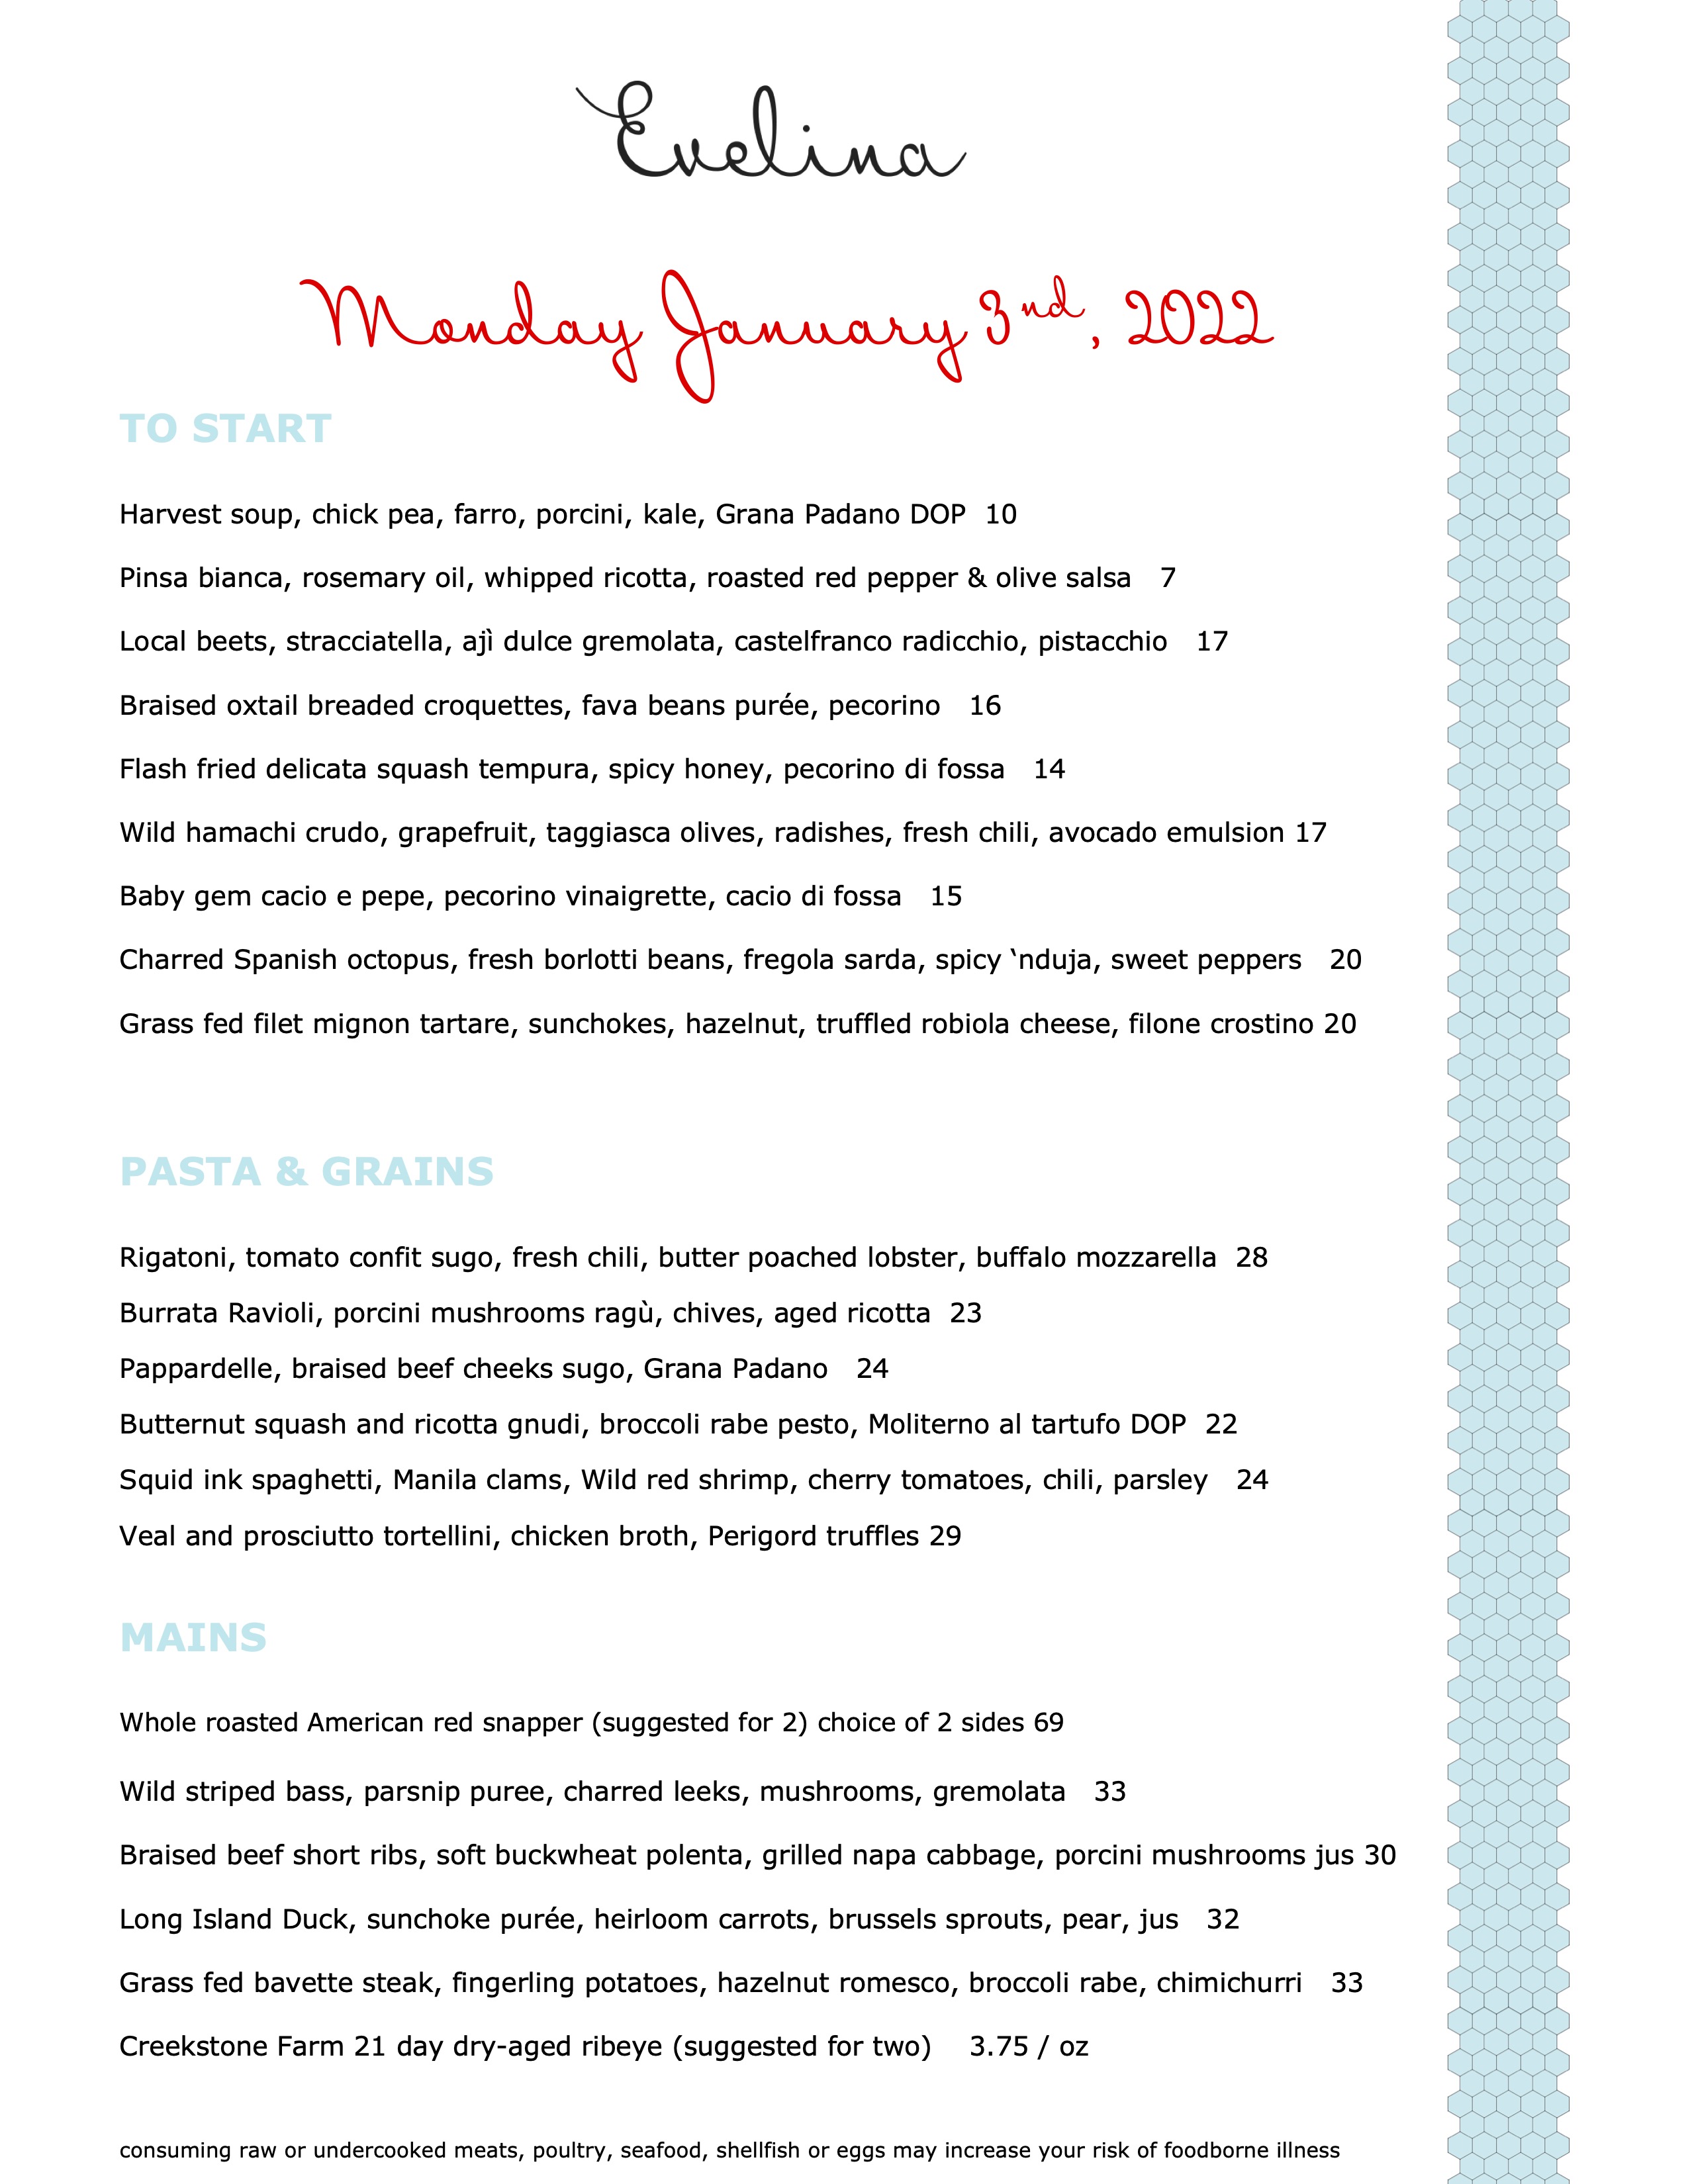 Evelina
Monday January 3nd, 2022
TO START
Harvest soup, chick pea, farro, porcini, kale, Grana Padano DOP 10
Pinsa bianca, rosemary oil, whipped ricotta, roasted red pepper & olive salsa 7
Local beets, stracciatella, ajì dulce gremolata, castelfranco radicchio, pistacchio 17
Braised oxtail breaded croquettes, fava beans purée, pecorino 16
Flash fried delicata squash tempura, spicy honey, pecorino di fossa 14
Wild hamachi crudo, grapefruit, taggiasca olives, radishes, fresh chili, avocado emulsion 17
Baby gem cacio e pepe, pecorino vinaigrette, cacio di fossa 15
Charred Spanish octopus, fresh borlotti beans, fregola sarda, spicy ‘nduja, sweet peppers 20
Grass fed filet mignon tartare, sunchokes, hazelnut, truffled robiola cheese, filone crostino 20
PASTA & GRAINS
Rigatoni, tomato confit sugo, fresh chili, butter poached lobster, buffalo mozzarella 28
Burrata Ravioli, porcini mushrooms ragù, chives, aged ricotta 23
Pappardelle, braised beef cheeks sugo, Grana Padano 24
Butternut squash and ricotta gnudi, broccoli rabe pesto, Moliterno al tartufo DOP 22
Squid ink spaghetti, Manila clams, Wild red shrimp, cherry tomatoes, chili, parsley 24
Veal and prosciutto tortellini, chicken broth, Perigord truffles 29
MAINS
Whole roasted American red snapper (suggested for 2) choice of 2 sides 69
Wild striped bass, parsnip puree, charred leeks, mushrooms, gremolata 33
Braised beef short ribs, soft buckwheat polenta, grilled napa cabbage, porcini mushrooms jus 30
Long Island Duck, sunchoke purée, heirloom carrots, brussels sprouts, pear, jus 32
Grass fed bavette steak, fingerling potatoes, hazelnut romesco, broccoli rabe, chimichurri 33
Creekstone Farm 21 day dry-aged ribeye (suggested for two) 3.75 / oz
consuming raw or undercooked meats, poultry, seafood, shellfish or eggs may increase your risk of foodborne illness